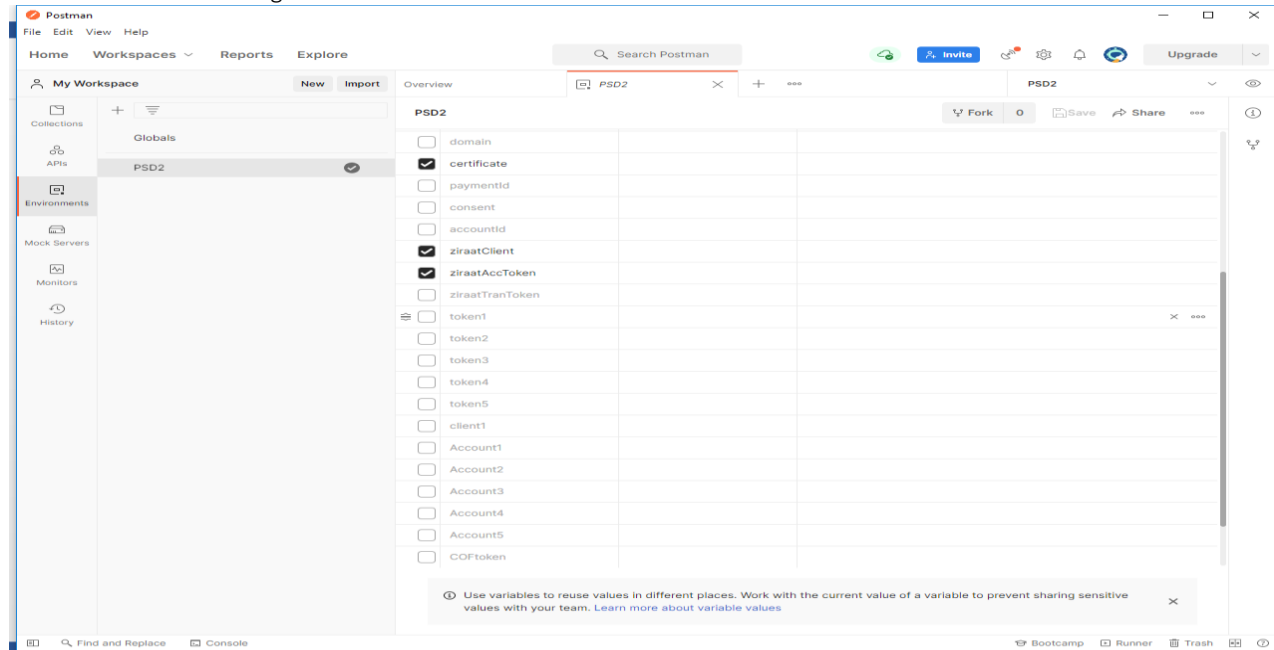 Postman
File Edit View Help
Home Workspaces Reports Explore Search Postman Invite Upgrade
My Workspace New Import Overview PSD2 PSD2
Collections
APIs
Environments
Mock Servers
Monitors
History
Globals
PSD2
PSD2 Fork 0 Save Share
domain
certificate
paymentId
consent
accountId
ziraatClient
ziraatAccToken
ziraatTranToken
token1
token2
token3
token4
token5
client1
Account1
Account2
Account3
Account4
Account5
COFtoken
Use variables to reuse values in different places. Work with the current value of a variable to prevent sharing sensitive
values with your team. Learn more about variable values
Find and Replace Console Bootcamp Runner Trash